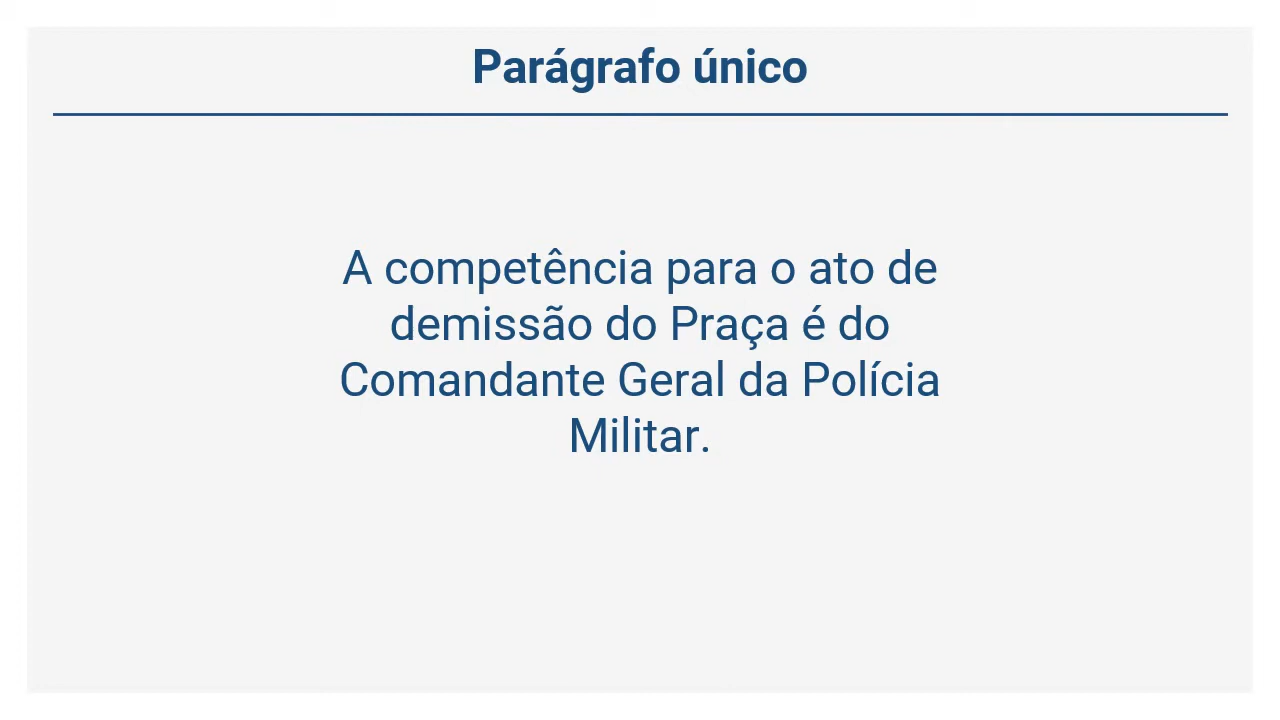 Parágrafo único
A competência para o ato de
demissão do Praça é do
Comandante Geral da Polícia
Militar.